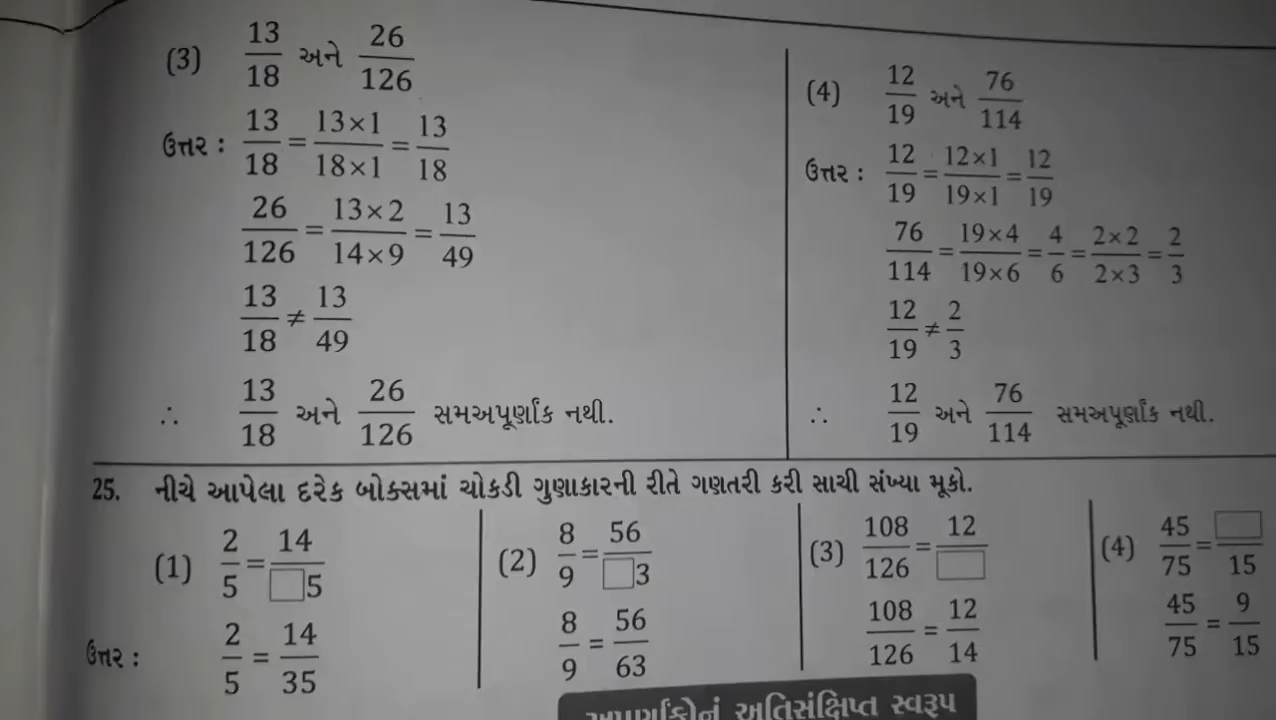 (3) 13/18 અને 26/126
ઉત્તર : 13/18 = 13×1/18×1 = 13/18
26/126 = 13×2/14×9 = 13/49
13/18 ≠ 13/49
∴ 13/18 અને 26/126 સમઅપૂર્ણાંક નથી.
(4) 12/19 અને 76/114
ઉત્તર : 12/19 = 12×1/19×1 = 12/19
76/114 = 19×4/19×6 = 4/6 = 2×2/2×3 = 2/3
12/19 ≠ 2/3
∴ 12/19 અને 76/114 સમઅપૂર્ણાંક નથી.
25. નીચે આપેલા દરેક બોક્સમાં ચોકડી ગુણાકારની રીતે ગણતરી કરી સાચી સંખ્યા મૂકો.
(1) 2/5 = 14/□5
ઉત્તર : 2/5 = 14/35
(2) 8/9 = 56/□3
8/9 = 56/63
(3) 108/126 = 12/□
108/126 = 12/14
(4) 45/75 = □/15
45/75 = 9/15
અપૂર્ણાંકોનું અતિસંક્ષિપ્ત સ્વરૂપ